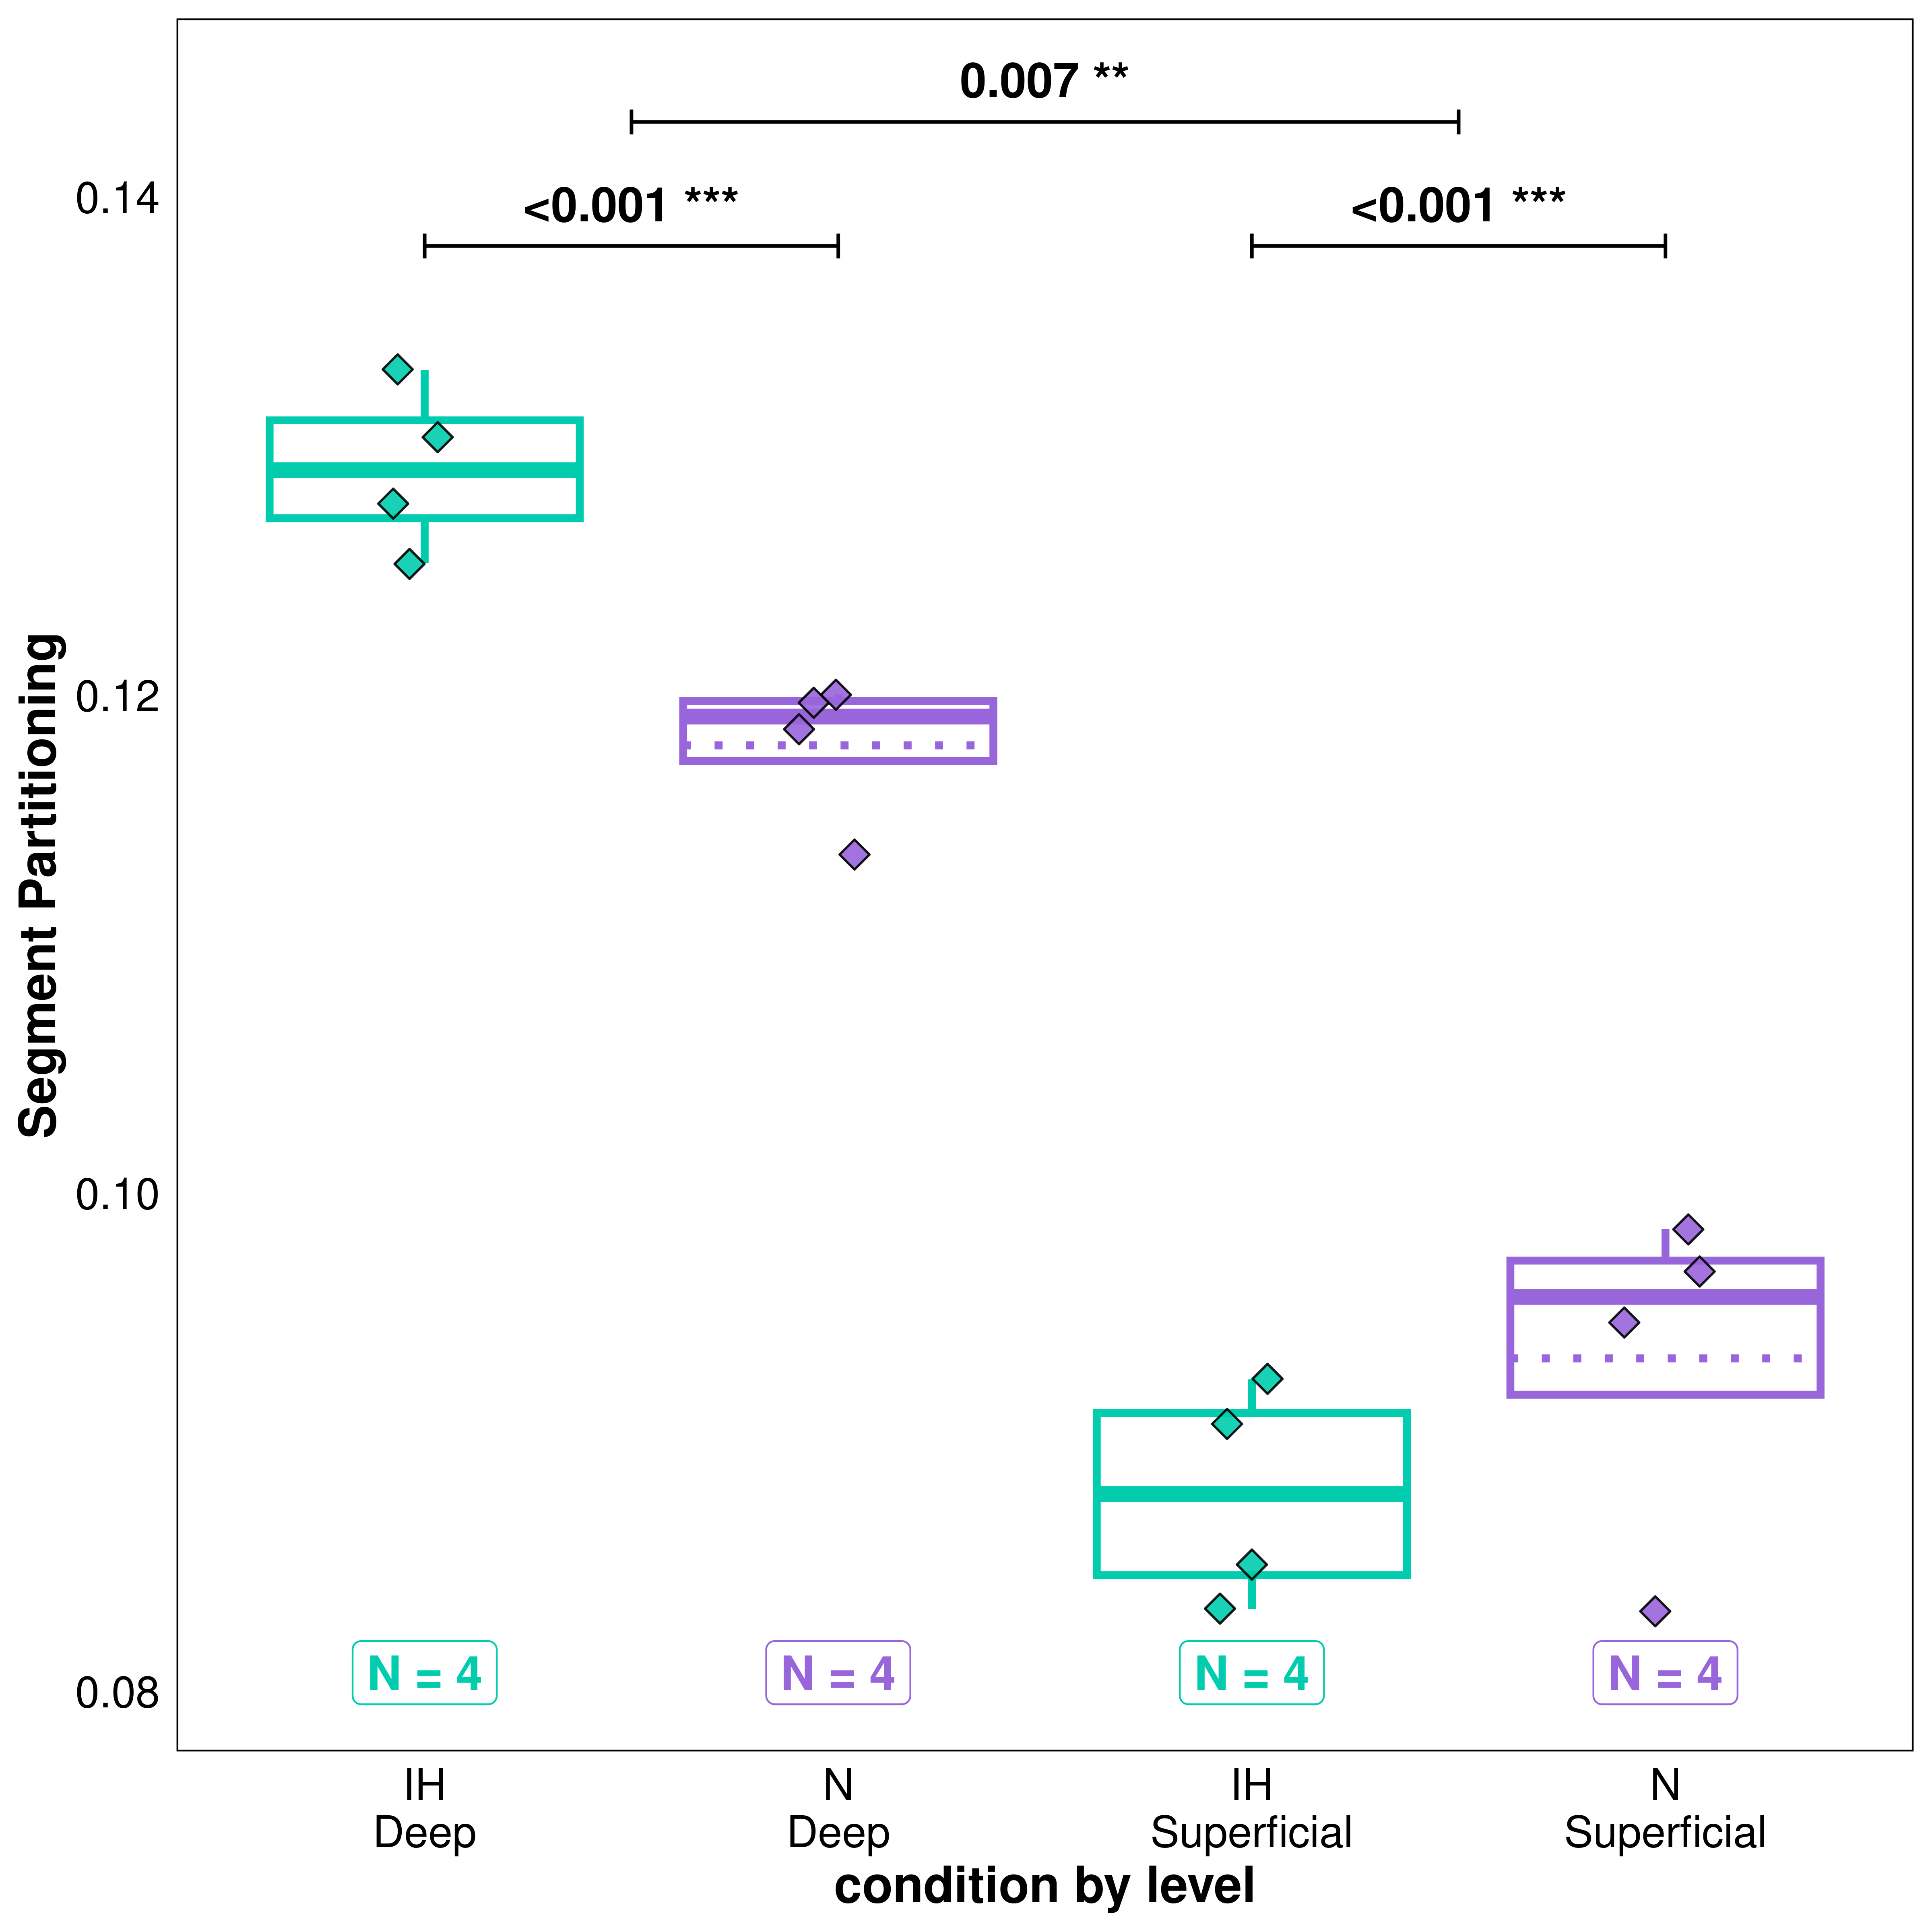 0.007 **
<0.001 ***
<0.001 ***
0.14
0.12
0.10
0.08
Segment Partitioning
N = 4
N = 4
N = 4
N = 4
IH
Deep
N
Deep
IH
Superficial
N
Superficial
condition by level